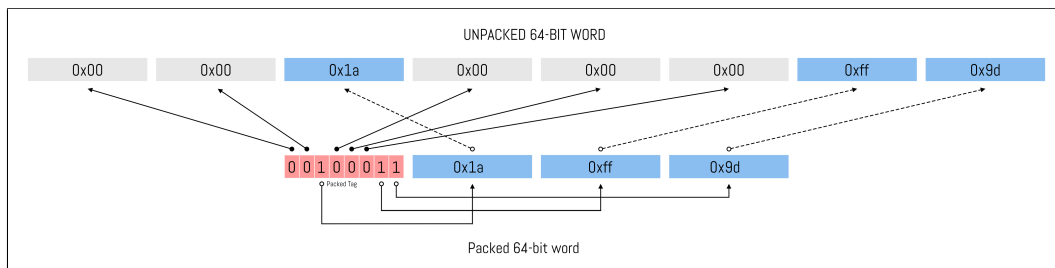 UNPACKED 64-BIT WORD
0x00 0x00 0x1a 0x00 0x00 0x00 0xff 0x9d
0 0 1 0 0 0 1 1 0x1a 0xff 0x9d
Packed Tag
Packed 64-bit word